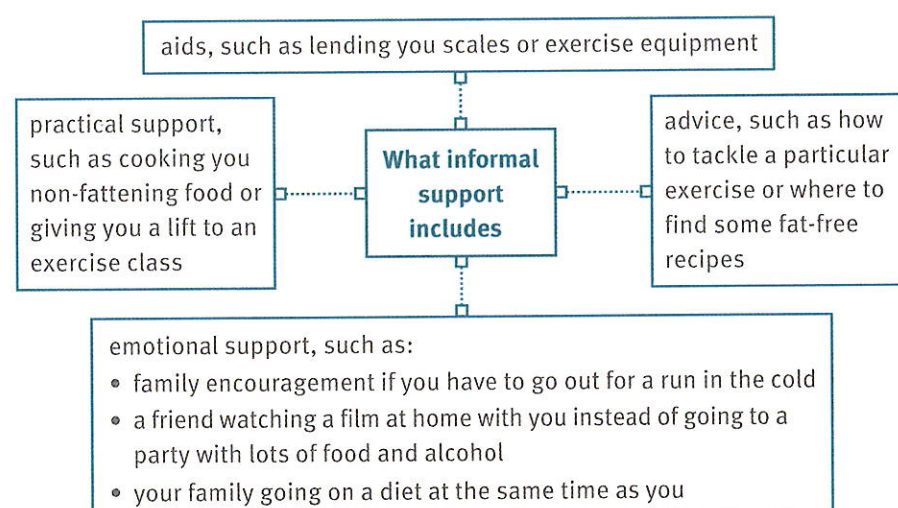 aids, such as lending you scales or exercise equipment
practical support,
such as cooking you
non-fattening food or
giving you a lift to an
exercise class
What informal
support
includes
advice, such as how
to tackle a particular
exercise or where to
find some fat-free
recipes
emotional support, such as:
• family encouragement if you have to go out for a run in the cold
• a friend watching a film at home with you instead of going to a
party with lots of food and alcohol
• your family going on a diet at the same time as you